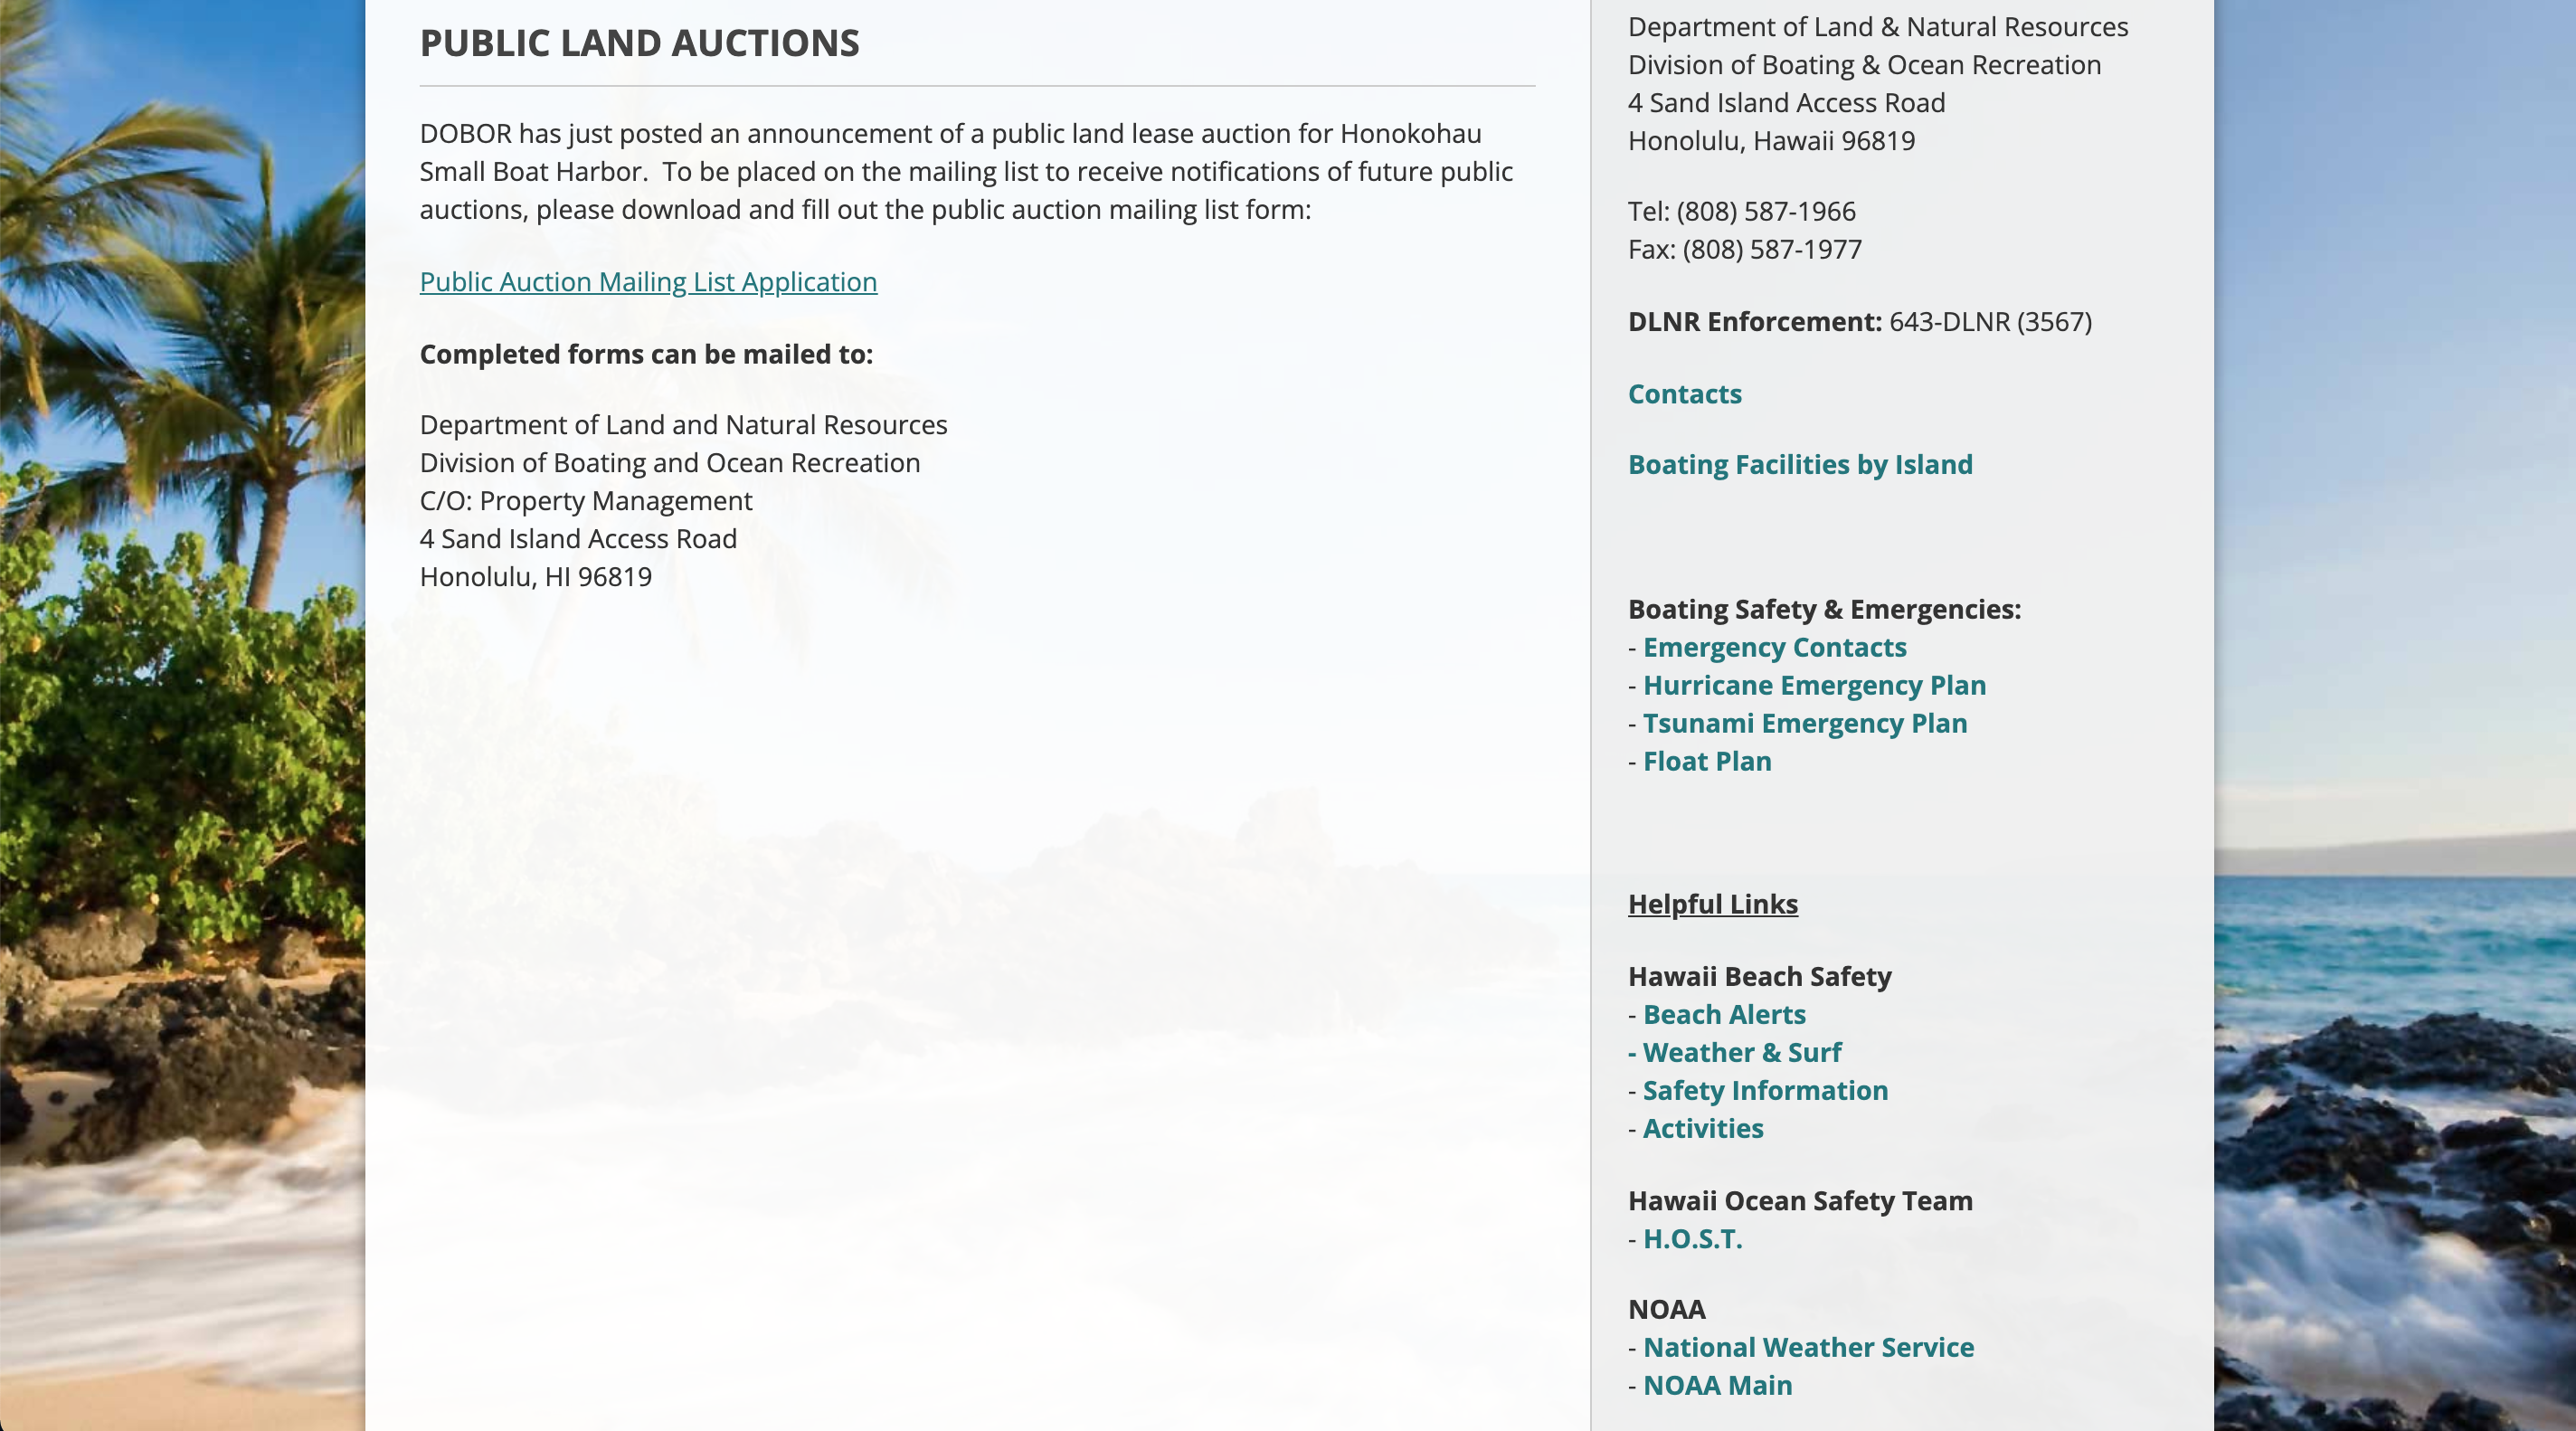 PUBLIC LAND AUCTIONS
DOBOR has just posted an announcement of a public land lease auction for Honokohau
Small Boat Harbor.  To be placed on the mailing list to receive notifications of future public
auctions, please download and fill out the public auction mailing list form:
Public Auction Mailing List Application
Completed forms can be mailed to:
Department of Land and Natural Resources
Division of Boating and Ocean Recreation
C/O: Property Management
4 Sand Island Access Road
Honolulu, HI 96819
Department of Land & Natural Resources
Division of Boating & Ocean Recreation
4 Sand Island Access Road
Honolulu, Hawaii 96819
Tel: (808) 587-1966
Fax: (808) 587-1977
DLNR Enforcement: 643-DLNR (3567)
Contacts
Boating Facilities by Island
Boating Safety & Emergencies:
- Emergency Contacts
- Hurricane Emergency Plan
- Tsunami Emergency Plan
- Float Plan
Helpful Links
Hawaii Beach Safety
- Beach Alerts
- Weather & Surf
- Safety Information
- Activities
Hawaii Ocean Safety Team
- H.O.S.T.
NOAA
- National Weather Service
- NOAA Main